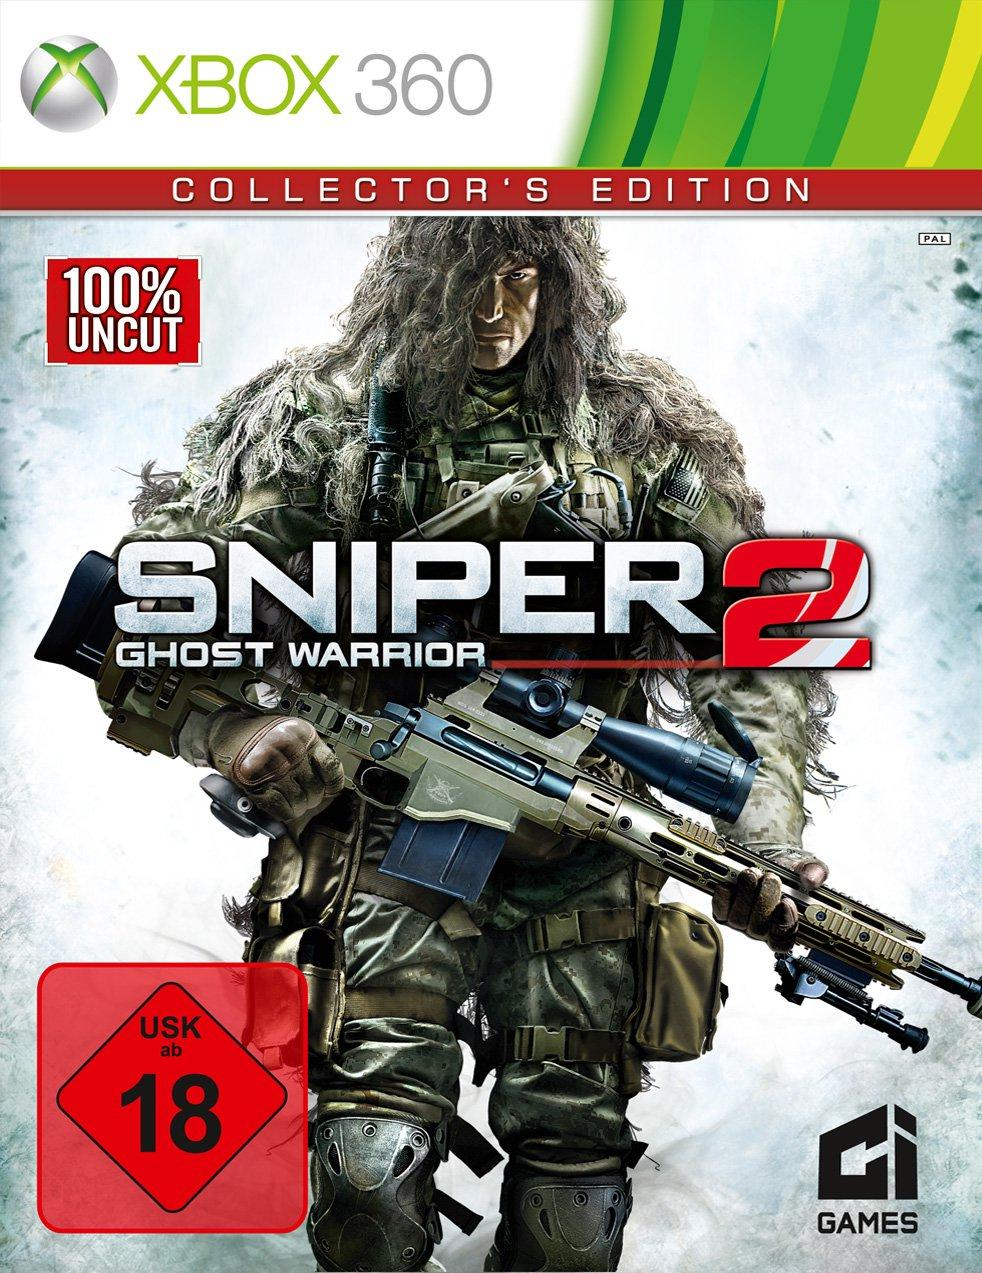 XBOX 360
COLLECTOR'S EDITION
PAL
100%
UNCUT
SNIPER 2
GHOST WARRIOR
USK
ab
18
CI
GAMES